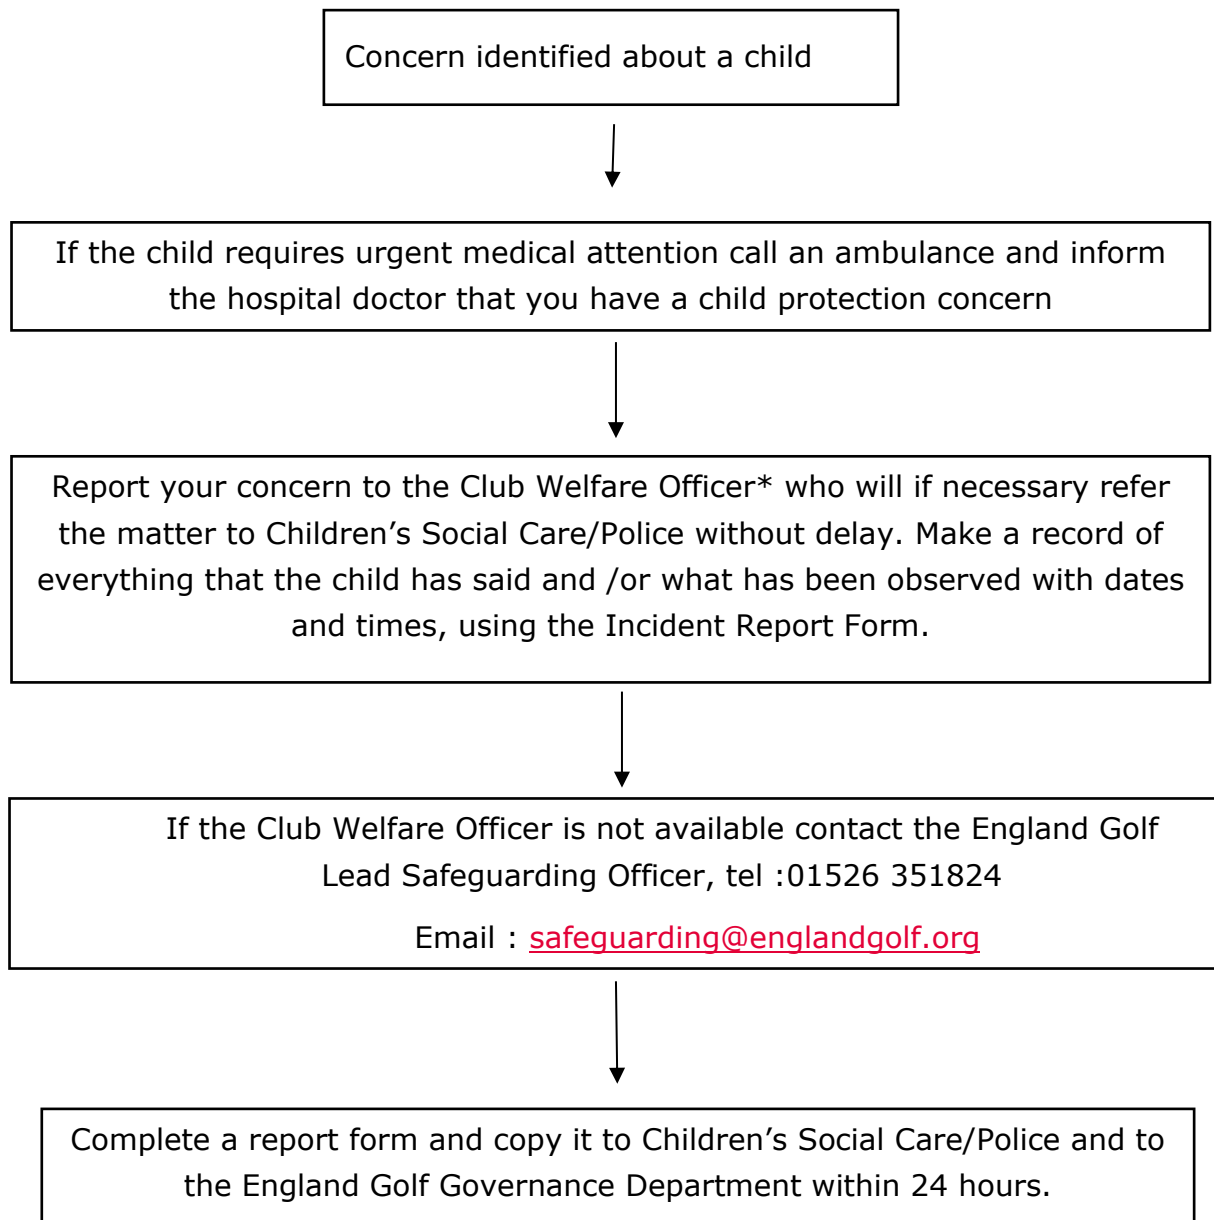 Concern identified about a child
If the child requires urgent medical attention call an ambulance and inform
the hospital doctor that you have a child protection concern
Report your concern to the Club Welfare Officer* who will if necessary refer
the matter to Children’s Social Care/Police without delay. Make a record of
everything that the child has said and /or what has been observed with dates
and times, using the Incident Report Form.
If the Club Welfare Officer is not available contact the England Golf
Lead Safeguarding Officer, tel :01526 351824
Email : safeguarding@englandgolf.org
Complete a report form and copy it to Children’s Social Care/Police and to
the England Golf Governance Department within 24 hours.